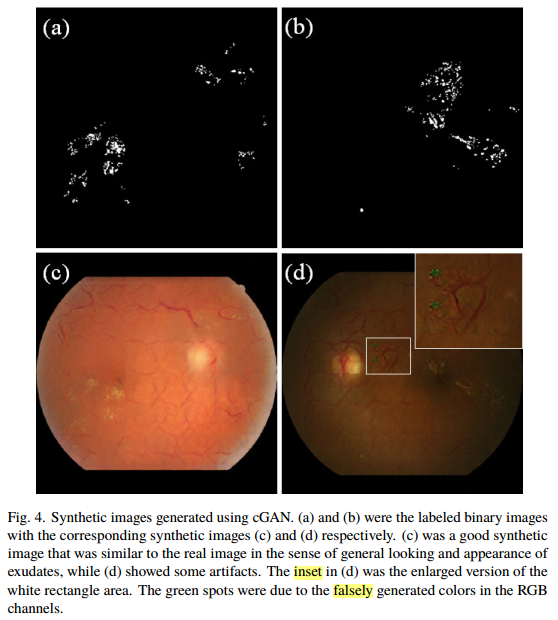 (a)
(b)
(c)
(d)
Fig. 4. Synthetic images generated using cGAN. (a) and (b) were the labeled binary images
with the corresponding synthetic images (c) and (d) respectively. (c) was a good synthetic
image that was similar to the real image in the sense of general looking and appearance of
exudates, while (d) showed some artifacts. The inset in (d) was the enlarged version of the
white rectangle area. The green spots were due to the falsely generated colors in the RGB
channels.